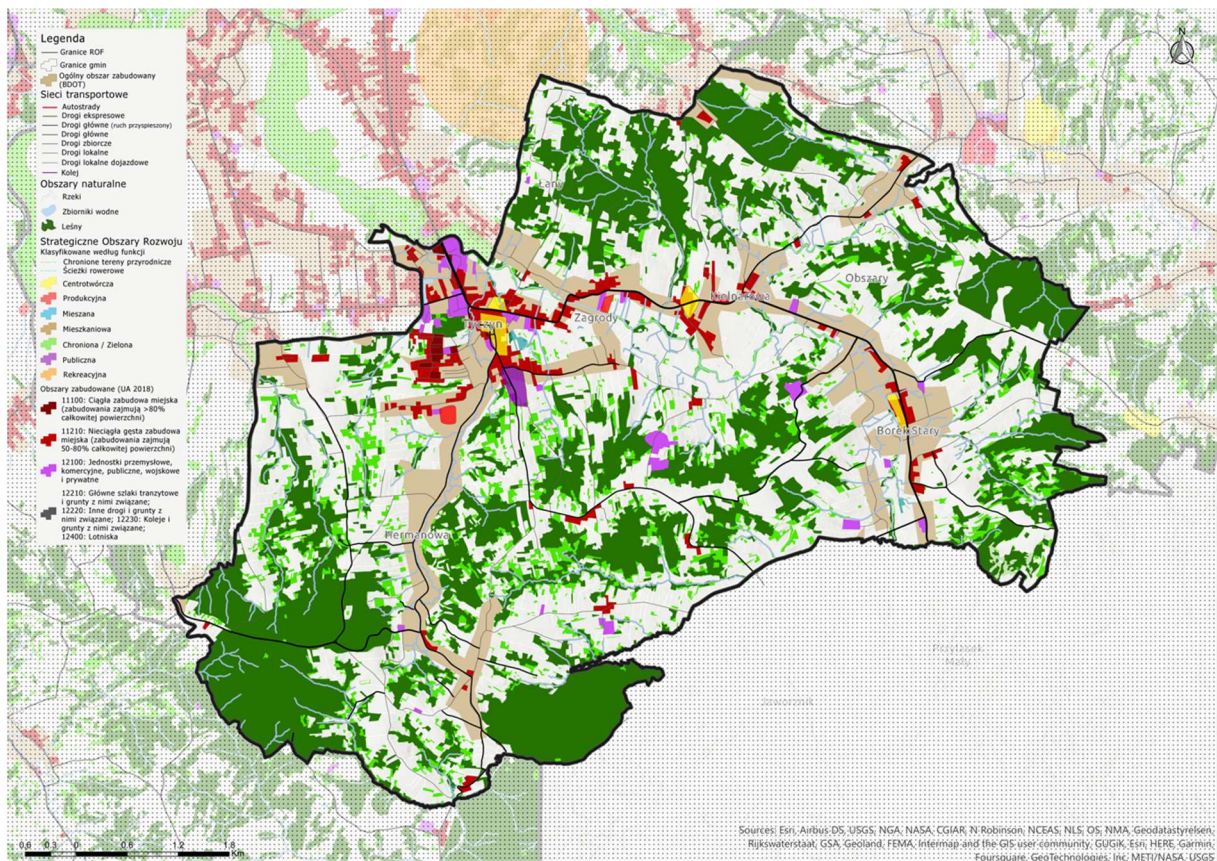 Legenda
Granice ROF
Granice gmin
Ogólny obszar zabudowany
(BDOT)
Sieci transportowe
Autostrady
Drogi ekspresowe
Drogi główne (ruch przyspieszony)
Drogi główne
Drogi zbiorcze
Drogi lokalne
Drogi lokalne dojazdowe
Kolej
Obszary naturalne
Rzeki
Zbiorniki wodne
Leśny
Strategiczne Obszary Rozwoju
Klasyfikowane według funkcji
Chronione tereny przyrodnicze
Ścieżki rowerowe
Centrotwórcza
Produkcyjna
Mieszana
Mieszkaniowa
Chroniona / Zielona
Publiczna
Rekreacyjna
Obszary zabudowane (UA 2018)
11100: Ciągła zabudowa miejska
(zabudowania zajmują >80%
całkowitej powierzchni)
11210: Nieciągła gęsta zabudowa
miejska (zabudowania zajmują
50-80% całkowitej powierzchni)
12100: Jednostki przemysłowe,
komercyjne, publiczne, wojskowe
i prywatne
12210: Główne szlaki tranzytowe
i grunty z nimi związane;
12220: Inne drogi i grunty z
nimi związane; 12230: Koleje i
grunty z nimi związane;
12400: Lotniska
N
Łany
Obszary
Kielnarowa
Zagrody
Tyczyn
Borek Stary
Hermanowa
Przylasek
Mały
Jawornik
0,6 0 0,6 1,2 1,8
Km
Sources: Esri, Airbus DS, USGS, NGA, NASA, CGIAR, N Robinson, NCEAS, NLS, OS, NMA, Geodatastyrelsen,
Rijkswaterstaat, GSA, Geoland, FEMA, Intermap and the GIS user community, GUGiK, Esri, HERE, Garmin,
Foursquare, GeoTechnologies, Inc, METI/NASA, USGS